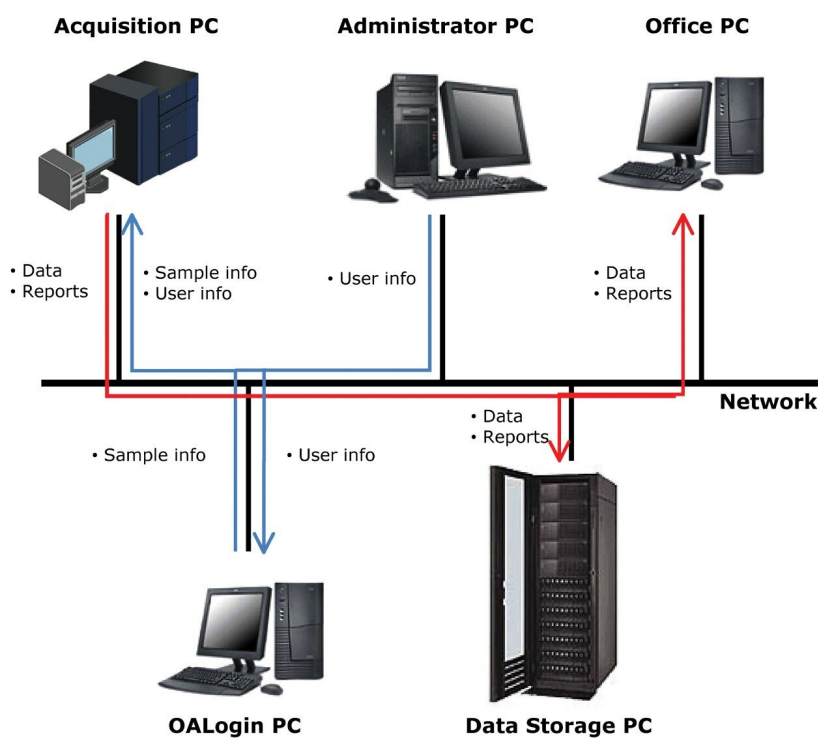 Acquisition PC
Administrator PC
Office PC
• Data
• Reports
• Sample info
• User info
• User info
• Data
• Reports
Network
• Data
• Reports
• Sample info
• User info
OALogin PC
Data Storage PC